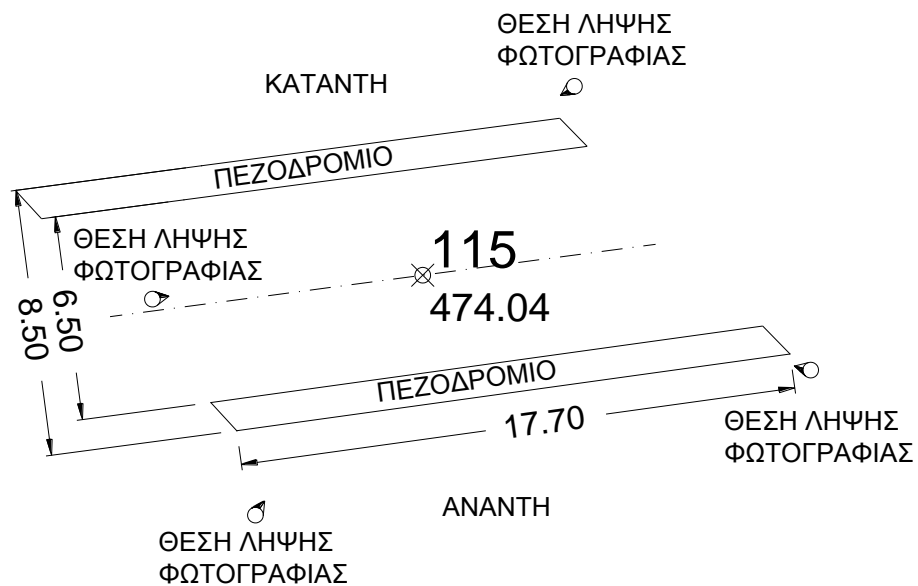 ΘΕΣΗ ΛΗΨΗΣ
ΦΩΤΟΓΡΑΦΙΑΣ
ΚΑΤΑΝΤΗ
ΠΕΖΟΔΡΟΜΙΟ
ΘΕΣΗ ΛΗΨΗΣ
ΦΩΤΟΓΡΑΦΙΑΣ
115
474.04
6.50
8.50
ΠΕΖΟΔΡΟΜΙΟ
17.70
ΘΕΣΗ ΛΗΨΗΣ
ΦΩΤΟΓΡΑΦΙΑΣ
ΑΝΑΝΤΗ
ΘΕΣΗ ΛΗΨΗΣ
ΦΩΤΟΓΡΑΦΙΑΣ